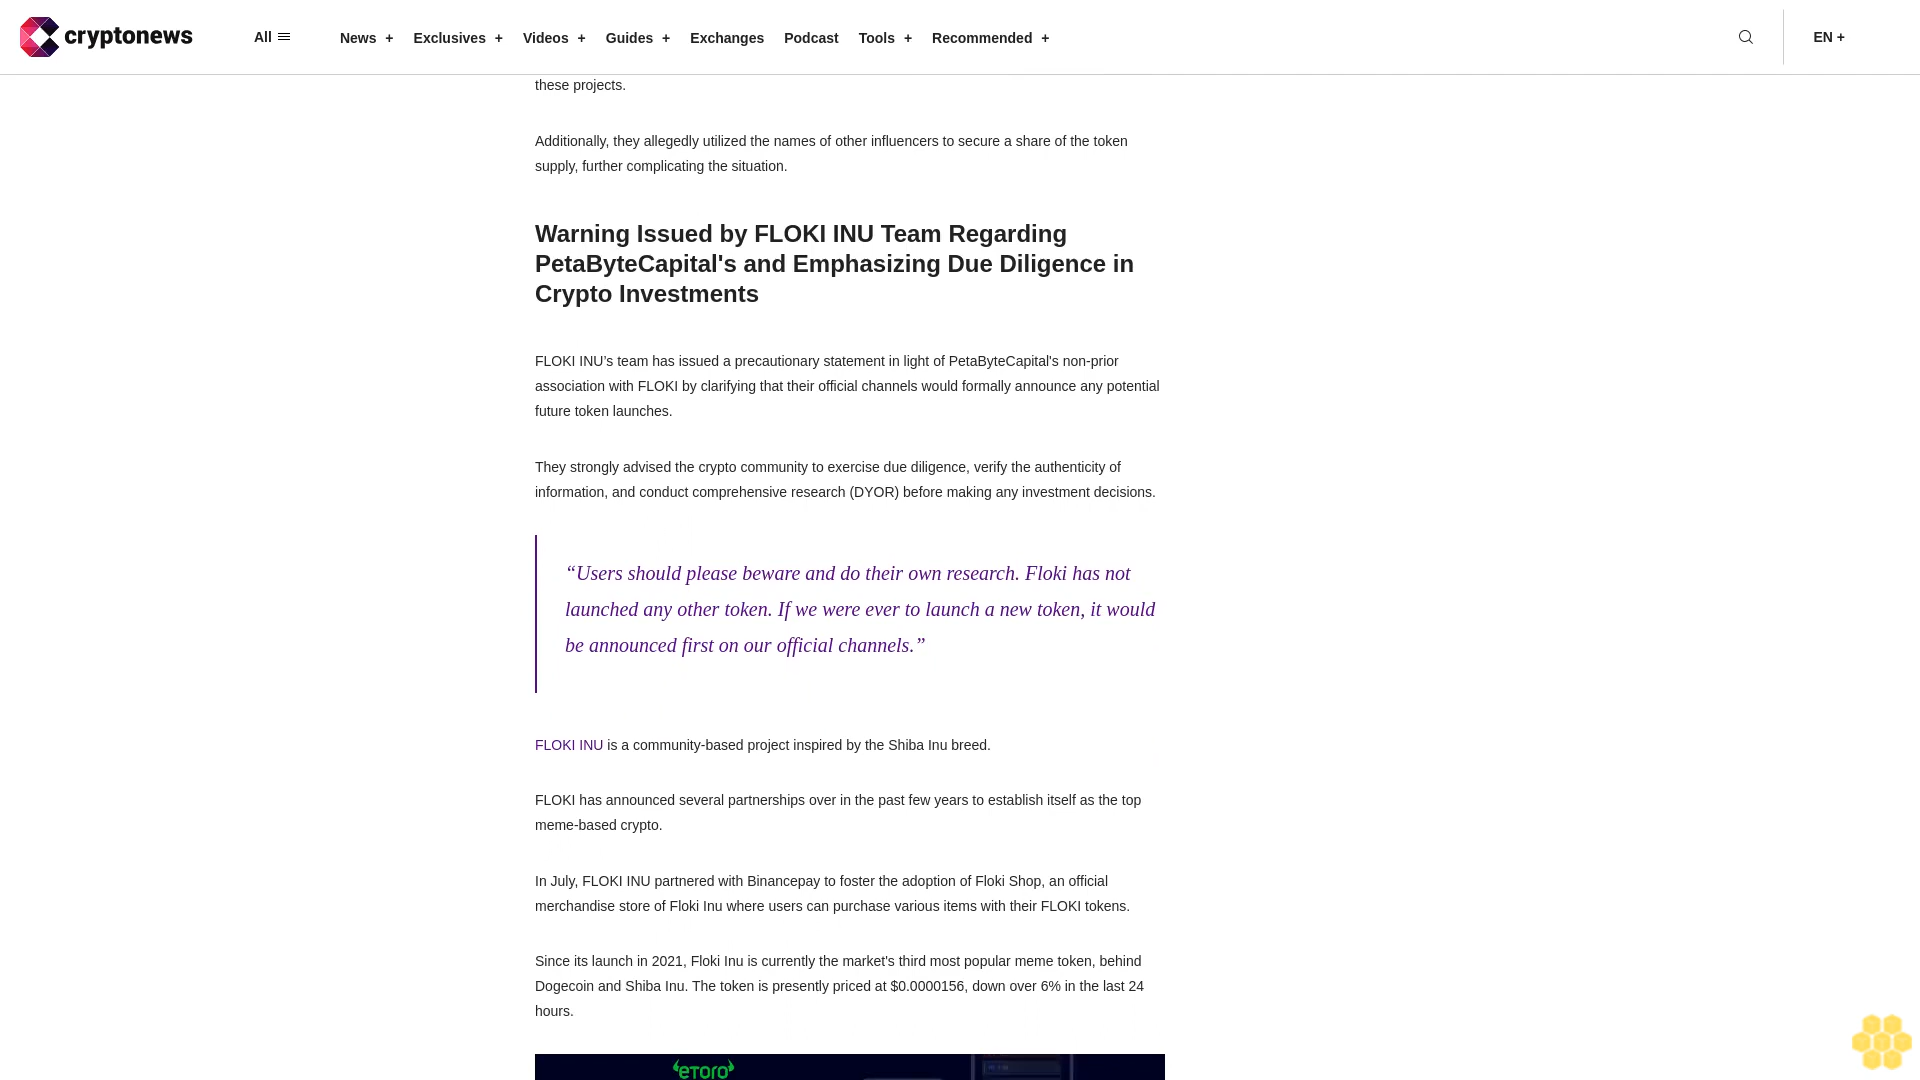 cryptonews
All
News + Exclusives + Videos + Guides + Exchanges Podcast Tools + Recommended +
EN +
these projects.
Additionally, they allegedly utilized the names of other influencers to secure a share of the token
supply, further complicating the situation.
Warning Issued by FLOKI INU Team Regarding
PetaByteCapital's and Emphasizing Due Diligence in
Crypto Investments
FLOKI INU’s team has issued a precautionary statement in light of PetaByteCapital's non-prior
association with FLOKI by clarifying that their official channels would formally announce any potential
future token launches.
They strongly advised the crypto community to exercise due diligence, verify the authenticity of
information, and conduct comprehensive research (DYOR) before making any investment decisions.
“Users should please beware and do their own research. Floki has not
launched any other token. If we were ever to launch a new token, it would
be announced first on our official channels.”
FLOKI INU is a community-based project inspired by the Shiba Inu breed.
FLOKI has announced several partnerships over in the past few years to establish itself as the top
meme-based crypto.
In July, FLOKI INU partnered with Binancepay to foster the adoption of Floki Shop, an official
merchandise store of Floki Inu where users can purchase various items with their FLOKI tokens.
Since its launch in 2021, Floki Inu is currently the market's third most popular meme token, behind
Dogecoin and Shiba Inu. The token is presently priced at $0.0000156, down over 6% in the last 24
hours.
eToro